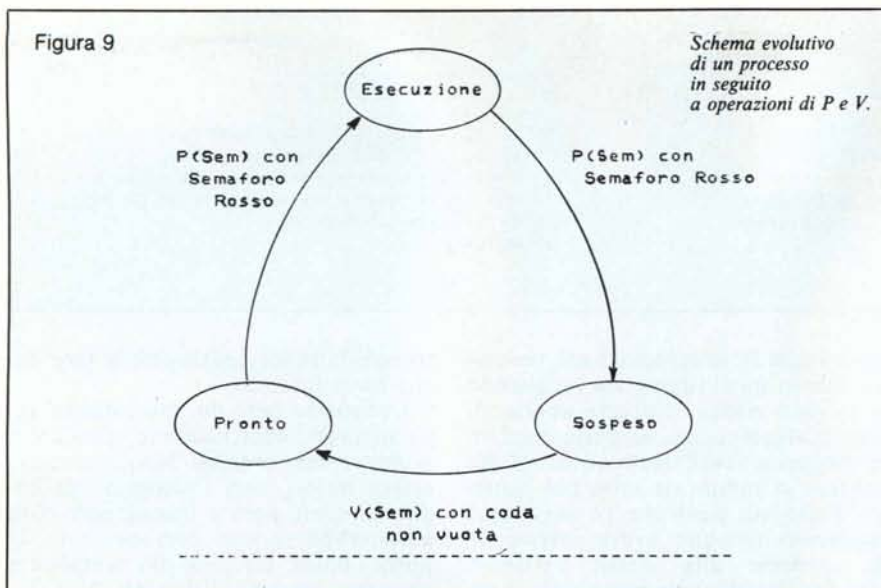 Figura 9
Schema evolutivo
di un processo
in seguito
a operazioni di P e V.
Esecuzione
P(Sem) con
Semaforo
Rosso
P(Sem) con
Semaforo Rosso
Pronto
Sospeso
V(Sem) con coda
non vuota